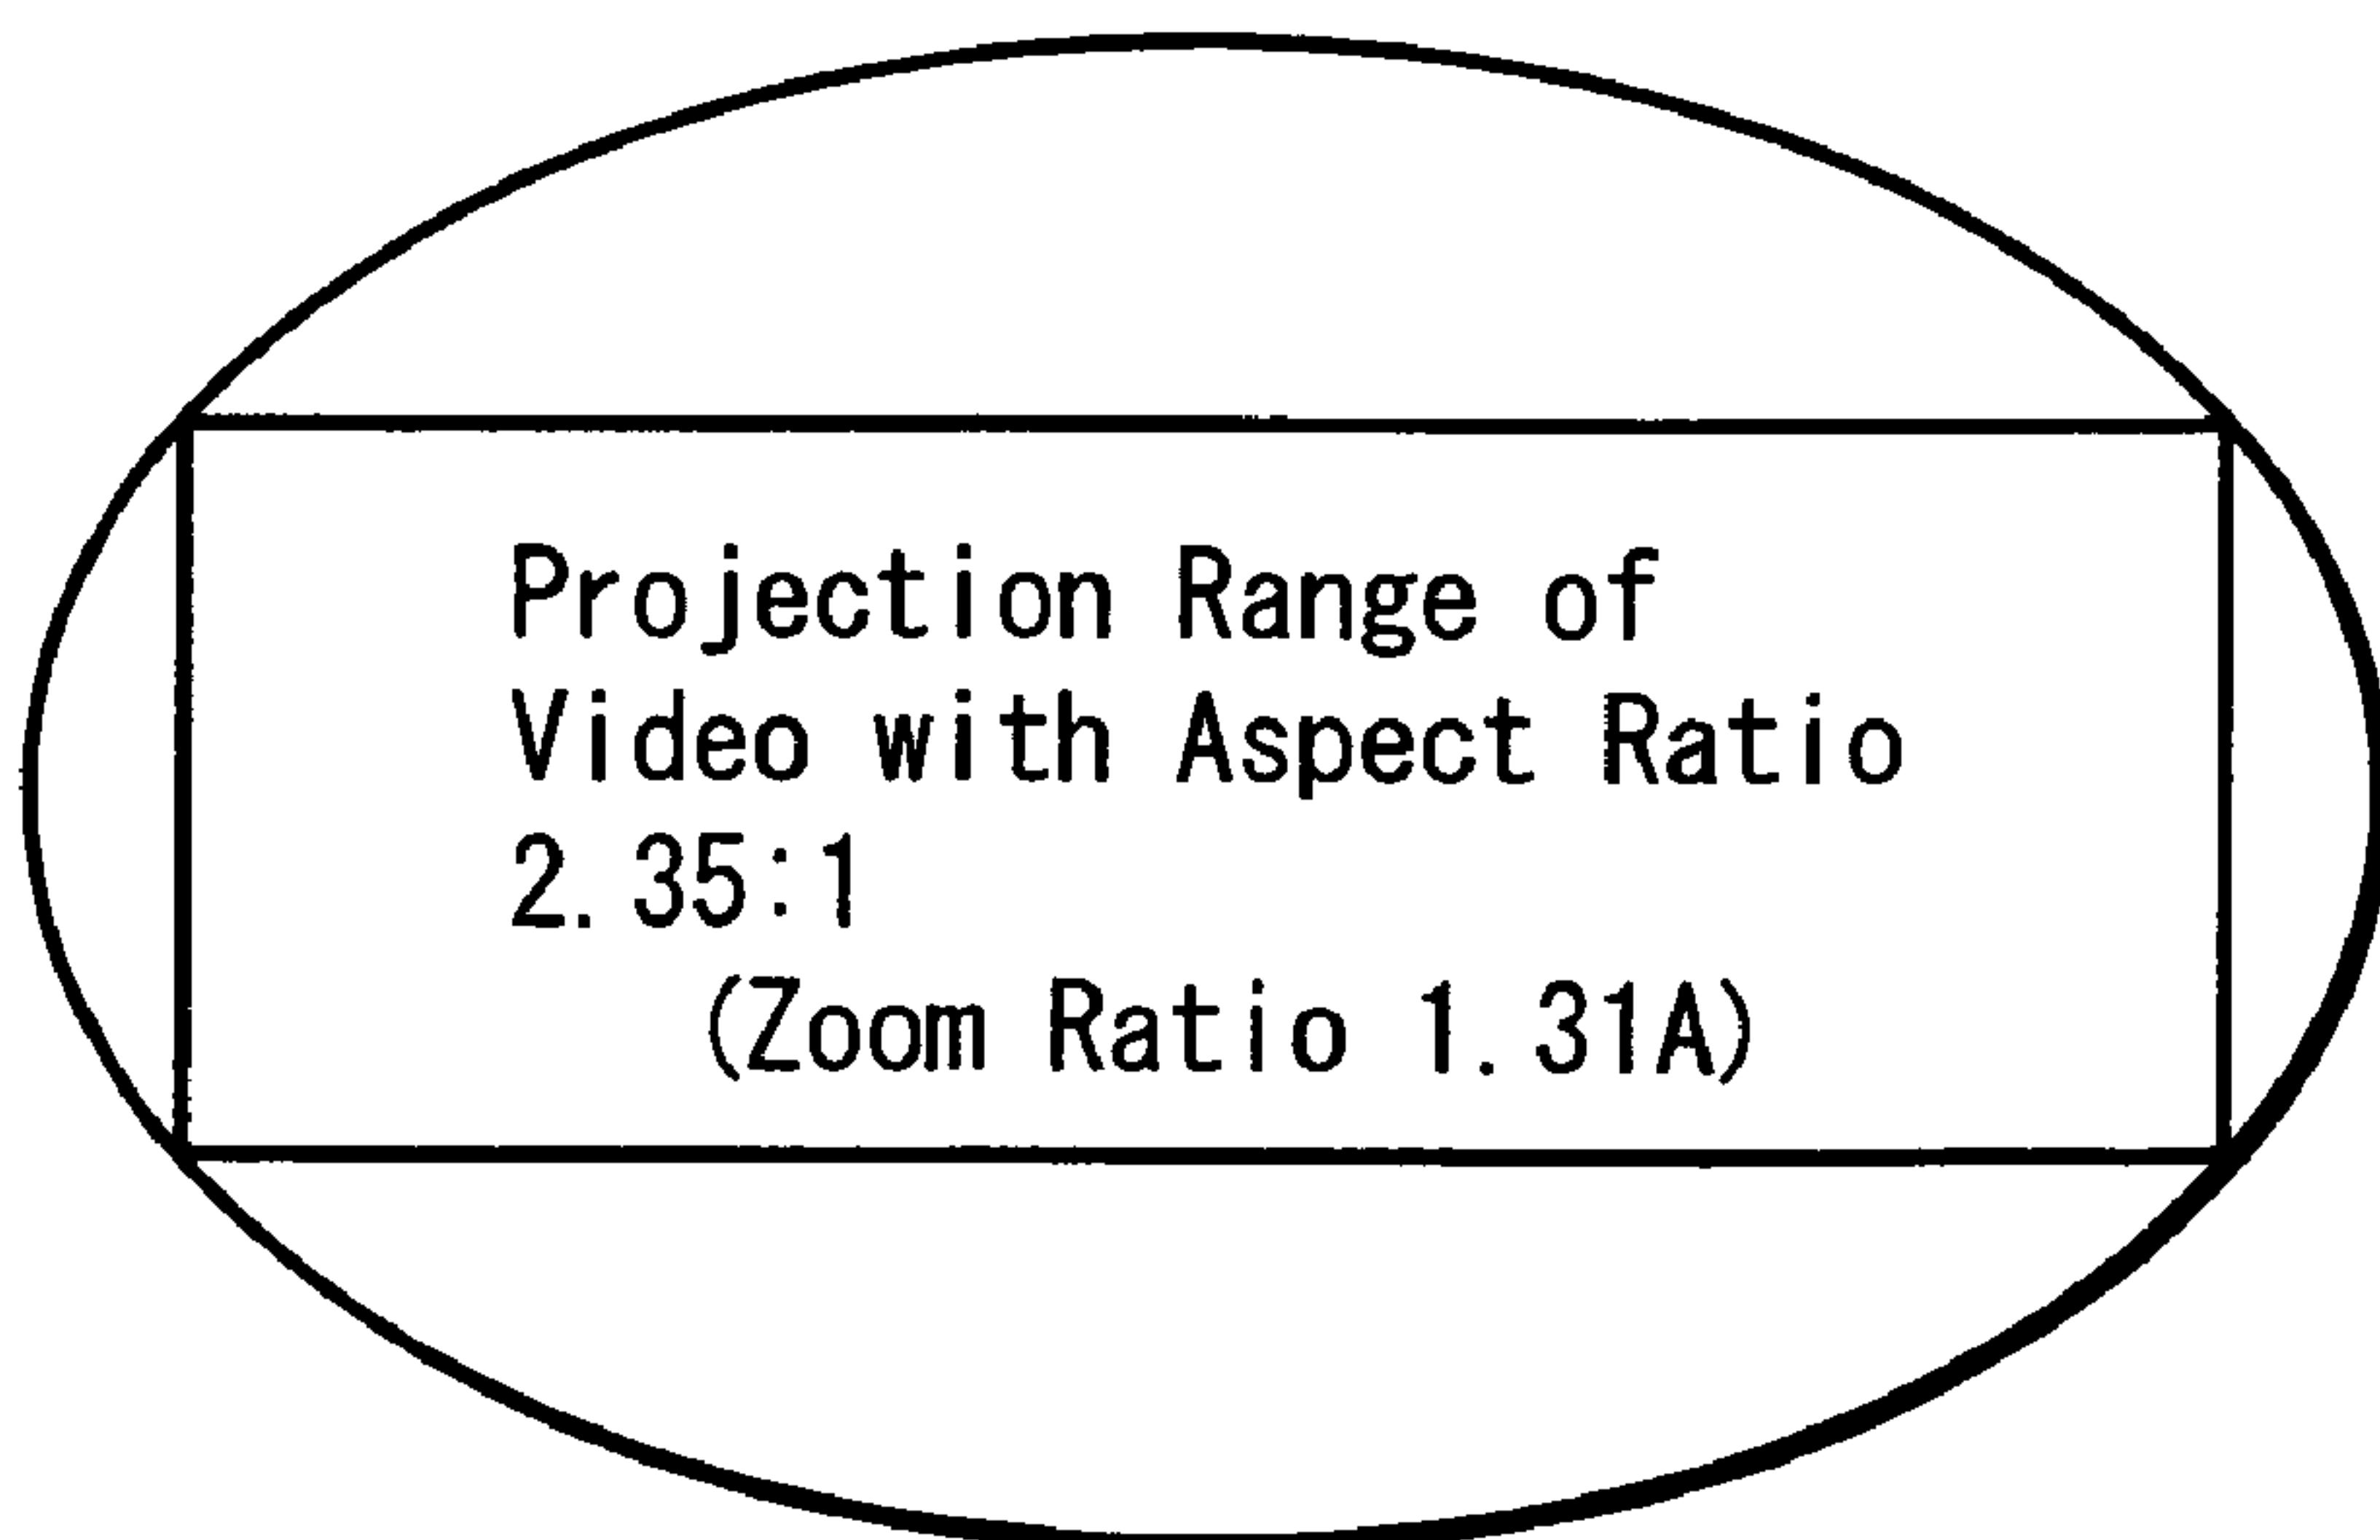 Projection Range of
Video with Aspect Ratio
2.35:1
(Zoom Ratio 1.31A)